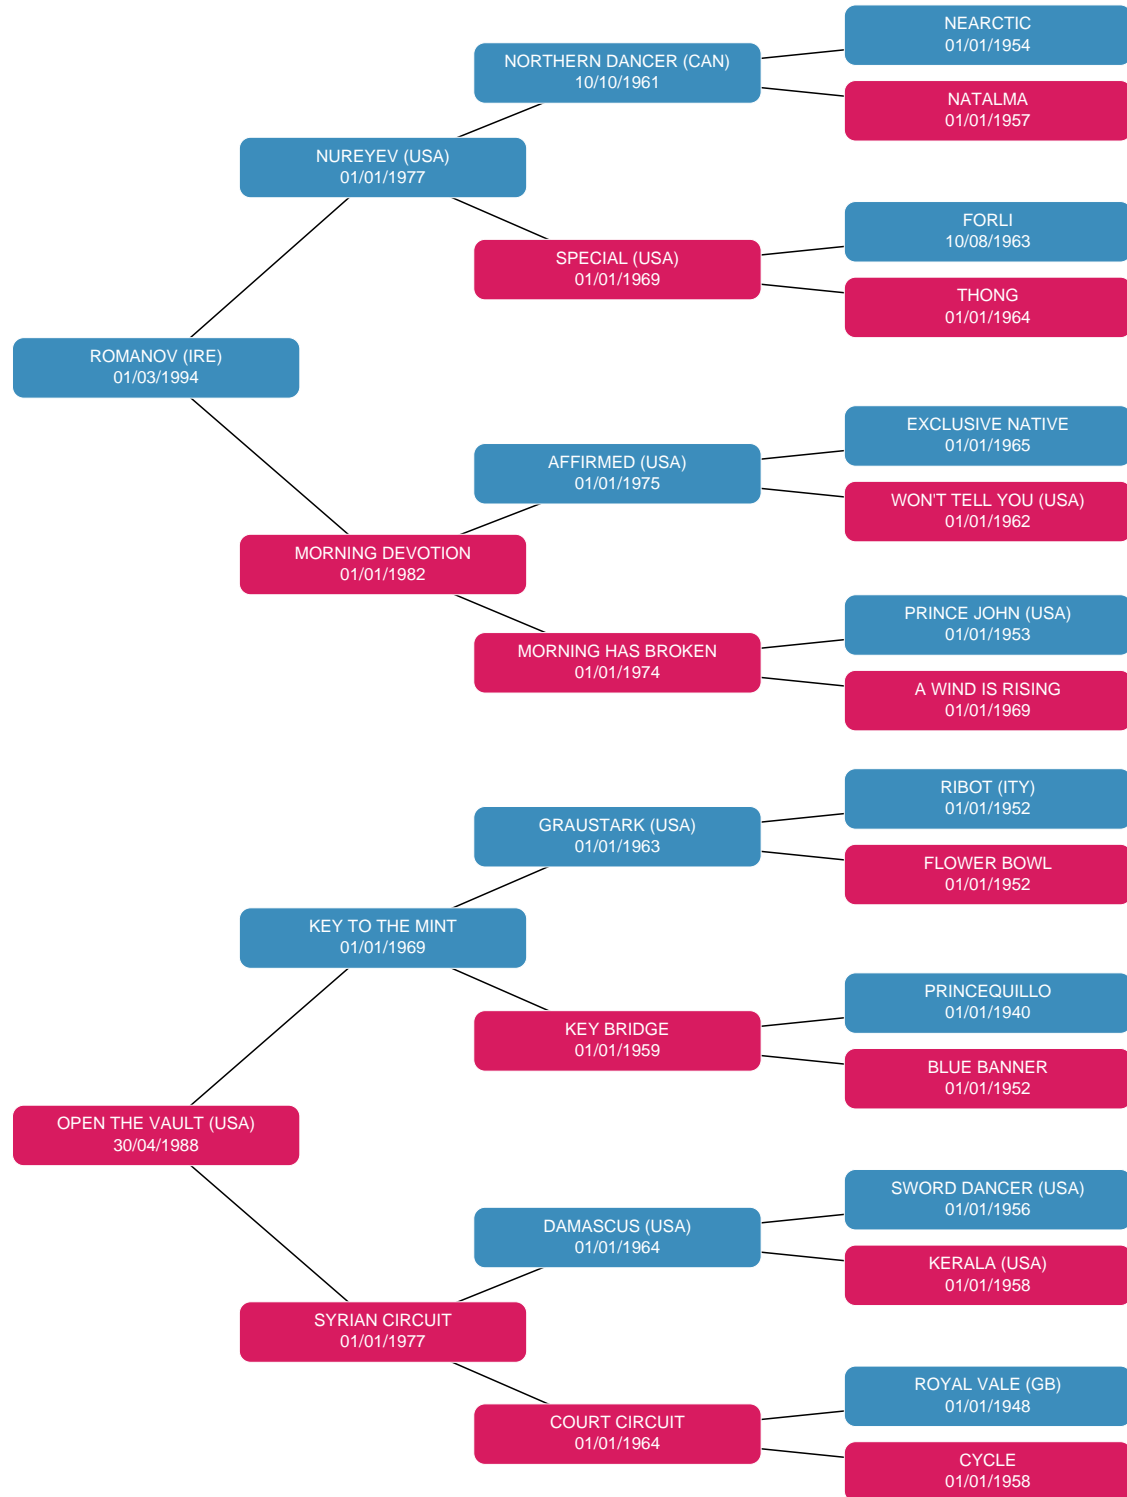 NEARCTIC
01/01/1954
NORTHERN DANCER (CAN)
10/10/1961
NATALMA
01/01/1957
NUREYEV (USA)
01/01/1977
FORLI
10/08/1963
SPECIAL (USA)
01/01/1969
THONG
01/01/1964
ROMANOV (IRE)
01/03/1994
EXCLUSIVE NATIVE
01/01/1965
AFFIRMED (USA)
01/01/1975
WON'T TELL YOU (USA)
01/01/1962
MORNING DEVOTION
01/01/1982
PRINCE JOHN (USA)
01/01/1953
MORNING HAS BROKEN
01/01/1974
A WIND IS RISING
01/01/1969
RIBOT (ITY)
01/01/1952
GRAUSTARK (USA)
01/01/1963
FLOWER BOWL
01/01/1952
KEY TO THE MINT
01/01/1969
PRINCEQUILLO
01/01/1940
KEY BRIDGE
01/01/1959
BLUE BANNER
01/01/1952
OPEN THE VAULT (USA)
30/04/1988
SWORD DANCER (USA)
01/01/1956
DAMASCUS (USA)
01/01/1964
KERALA (USA)
01/01/1958
SYRIAN CIRCUIT
01/01/1977
ROYAL VALE (GB)
01/01/1948
COURT CIRCUIT
01/01/1964
CYCLE
01/01/1958